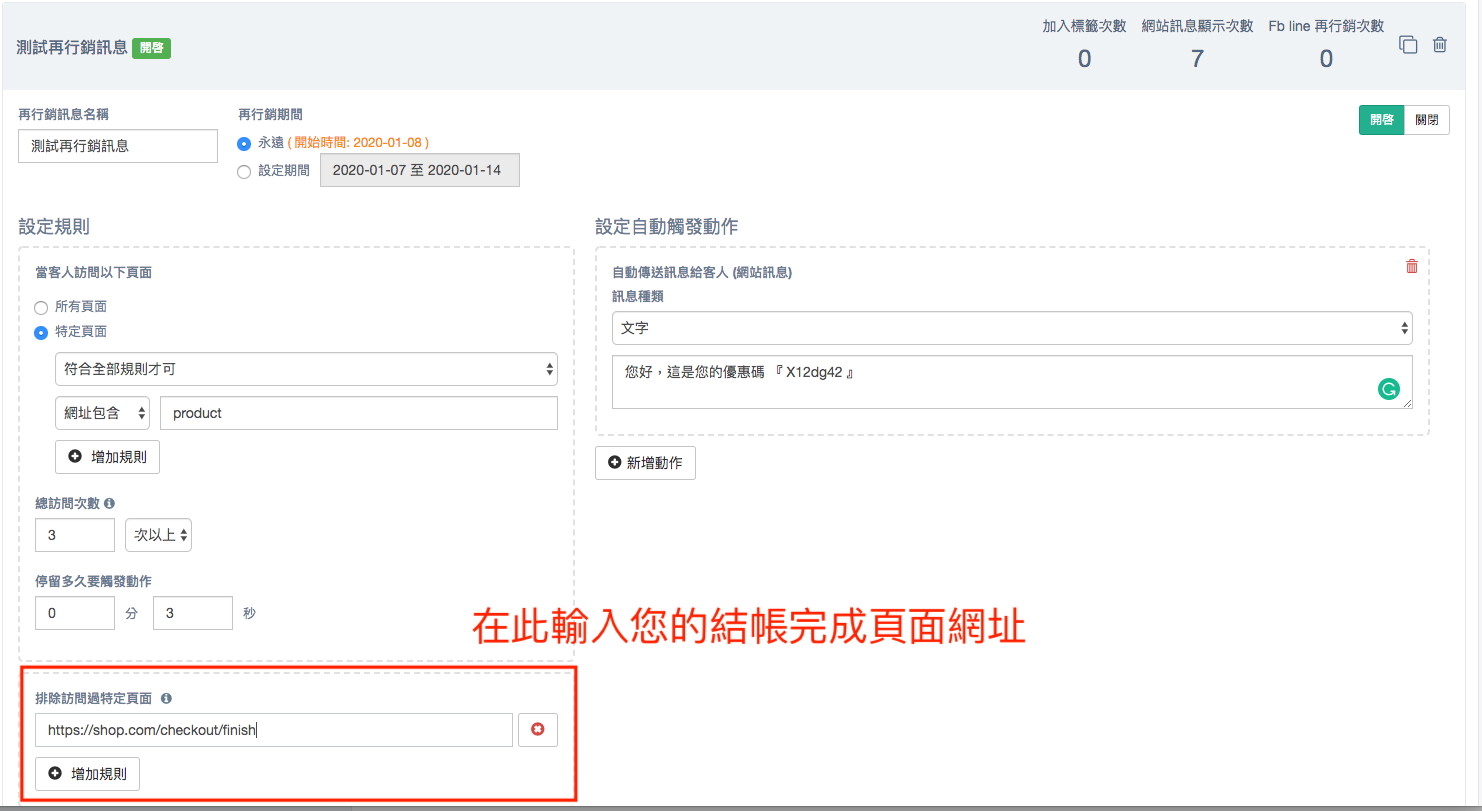 測試再行銷訊息 開啓
加入標籤次數 網站訊息顯示次數 Fb line 再行銷次數
0 7 0
再行銷訊息名稱
測試再行銷訊息
再行銷期間
永遠 ( 開始時間: 2020-01-08 )
設定期間 2020-01-07 至 2020-01-14
開啓 關閉
設定規則
當客人訪問以下頁面
所有頁面
特定頁面
符合全部規則才可
網址包含 product
增加規則
總訪問次數
3 次以上
停留多久要觸發動作
0 分 3 秒
設定自動觸發動作
自動傳送訊息給客人 (網站訊息)
訊息種類
文字
您好，這是您的優惠碼 『 X12dg42 』
新增動作
在此輸入您的結帳完成頁面網址
排除訪問過特定頁面
https://shop.com/checkout/finish
增加規則